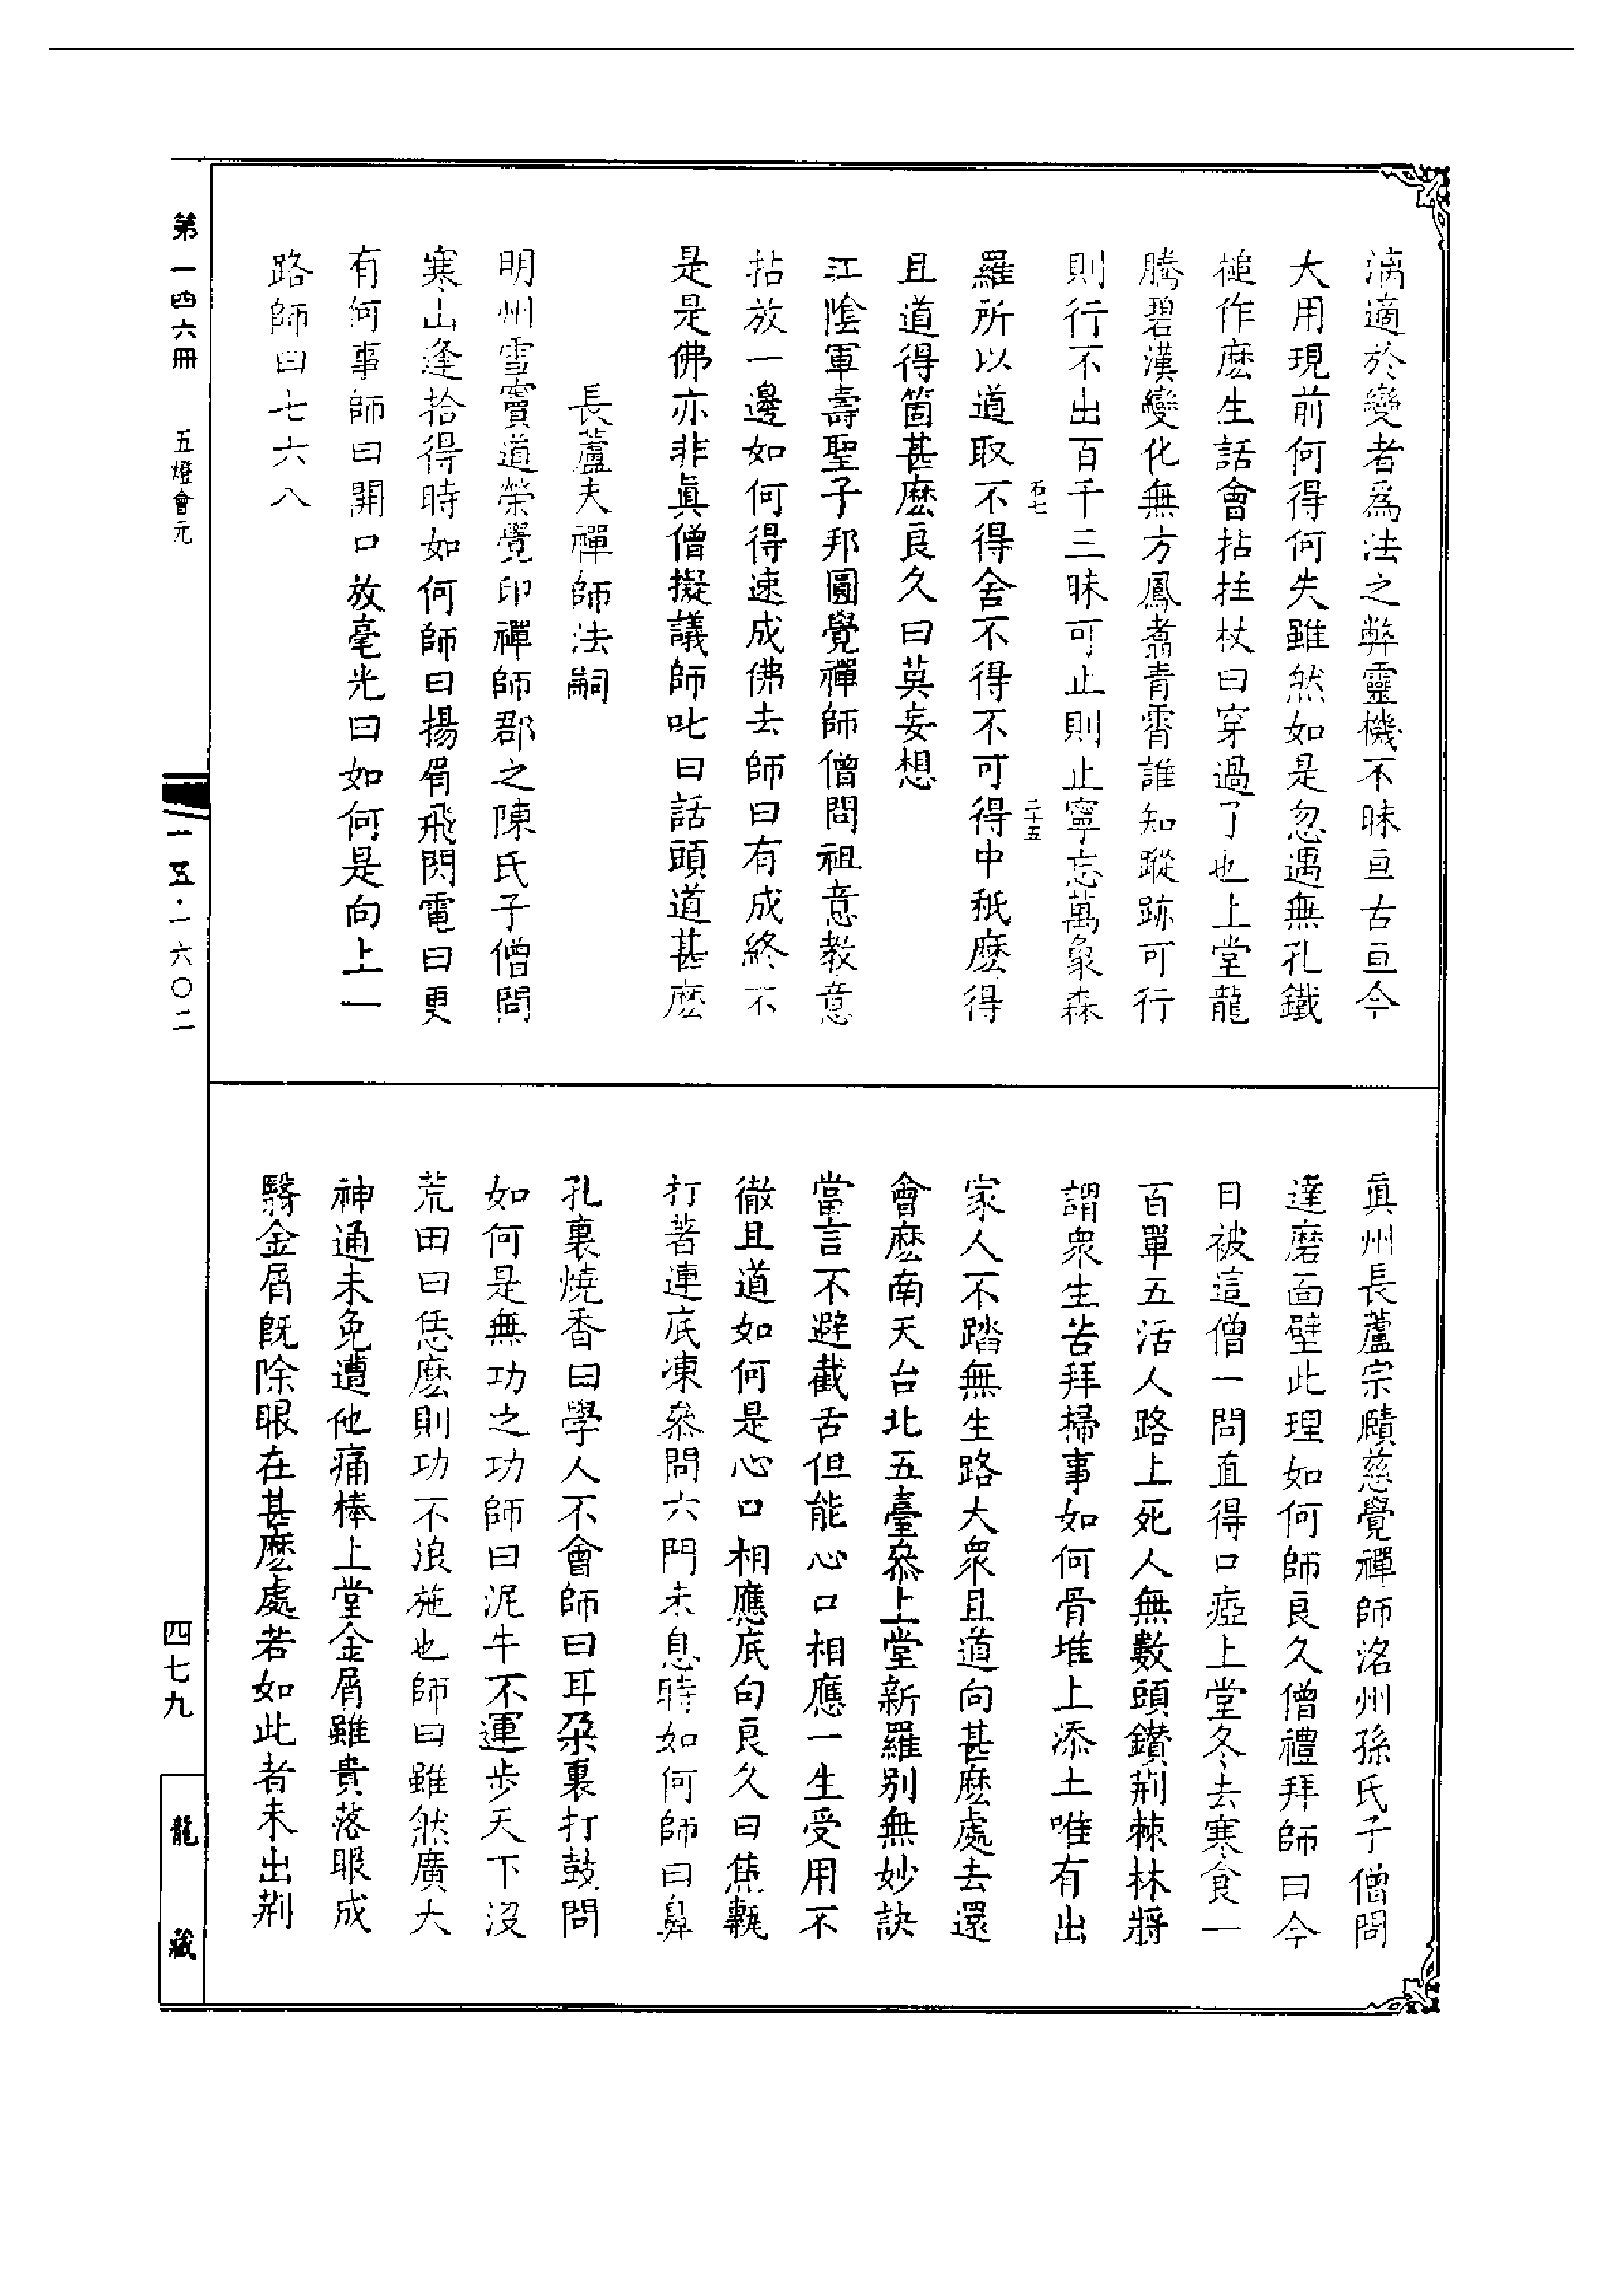 漓適於變者爲法之弊靈機不昧亘古亘今
大用現前何得何失雖然如是忽遇無孔鐵
槌作麽生話會拈拄杖曰穿過了也上堂龍
騰碧漢變化無方鳳翥青霄誰知蹤跡可行
則行不出百千三昧可止則止寧忘萬象森
石七
二十五
羅所以道取不得舍不得不可得中秖麽得
且道得箇甚麽良久曰莫妄想
江陰軍壽聖子邦圓覺禪師僧問祖意教意
拈放一邊如何得速成佛去師曰有成終不
是是佛亦非眞僧擬議師叱曰話頭道甚麽
長蘆夫禪師法嗣
明州雪竇道榮覺印禪師郡之陳氏子僧問
寒山逢拾得時如何師曰揚眉飛閃電曰更
有何事師曰開口放毫光曰如何是向上一
路師曰七六八
眞州長蘆宗賾慈覺禪師洺州孫氏子僧問
達磨面壁此理如何師良久僧禮拜師曰今
日被這僧一問直得口瘂上堂冬去寒食一
百單五活人路上死人無數頭鑽荆棘林將
謂衆生苦拜掃事如何骨堆上添土唯有出
家人不踏無生路大衆且道向甚麽處去還
會麽南天台北五臺叅上堂新羅別無妙訣
當言不避截舌但能心口相應一生受用不
徹且道如何是心口相應底句良久曰焦甎
打著連底凍叅問六門未息時如何師曰鼻
孔裏燒香曰學人不會師曰耳朶裏打鼓問
如何是無功之功師曰泥牛不運步天下沒
荒田曰恁麽則功不浪施也師曰雖然廣大
神通未免遭他痛棒上堂金屑雖貴落眼成
翳金屑旣除眼在甚麽處若如此者未出荆
第一四六冊　五燈會元
一五·一六〇二
四七九
龍藏